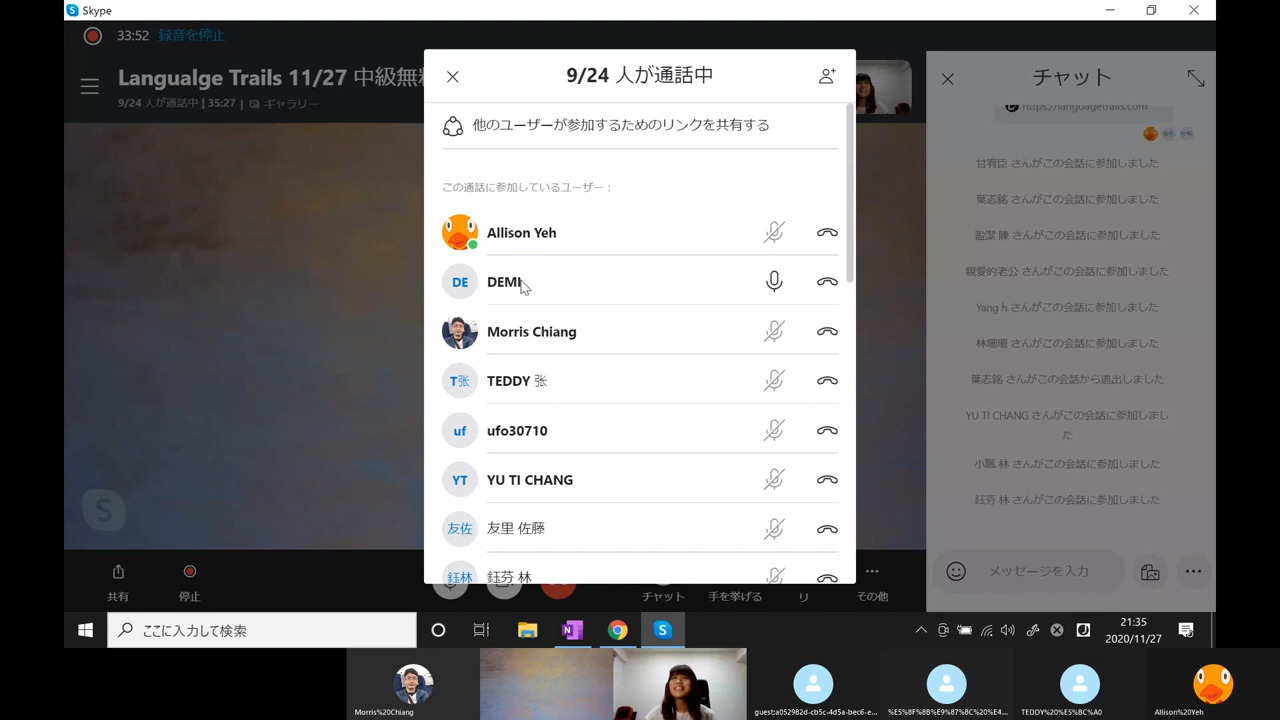 Skype
33:52 録音を停止
Langualge Trails 11/27 中級無料
9/24 人が通話中 | 35:27 | ギャラリー
9/24 人が通話中
他のユーザーが参加するためのリンクを共有する
この通話に参加しているユーザー：
Allison Yeh
DE DEMI
Morris Chiang
T张 TEDDY 张
uf ufo30710
YT YU TI CHANG
友佐 友里 佐藤
鈺林 鈺芬 林
チャット
https://languagetrails.com
甘宥臣 さんがこの会話に参加しました
葉志銘 さんがこの会話に参加しました
盈潔 陳 さんがこの会話に参加しました
親愛的老公 さんがこの会話に参加しました
Yang h さんがこの会話に参加しました
林珊珊 さんがこの会話に参加しました
葉志銘 さんがこの会話から退出しました
YU TI CHANG さんがこの会話に参加しまし
た
小飄 林 さんがこの会話に参加しました
鈺芬 林 さんがこの会話に参加しました
メッセージを入力
共有
停止
チャット
手を挙げる
リ
その他
ここに入力して検索
21:35
2020/11/27
Morris%20Chiang
guest:a052982d-cb5c-4d5a-bec6-e...
%E5%8F%8B%E9%87%8C%20%E4...
TEDDY%20%E5%BC%A0
Allison%20Yeh